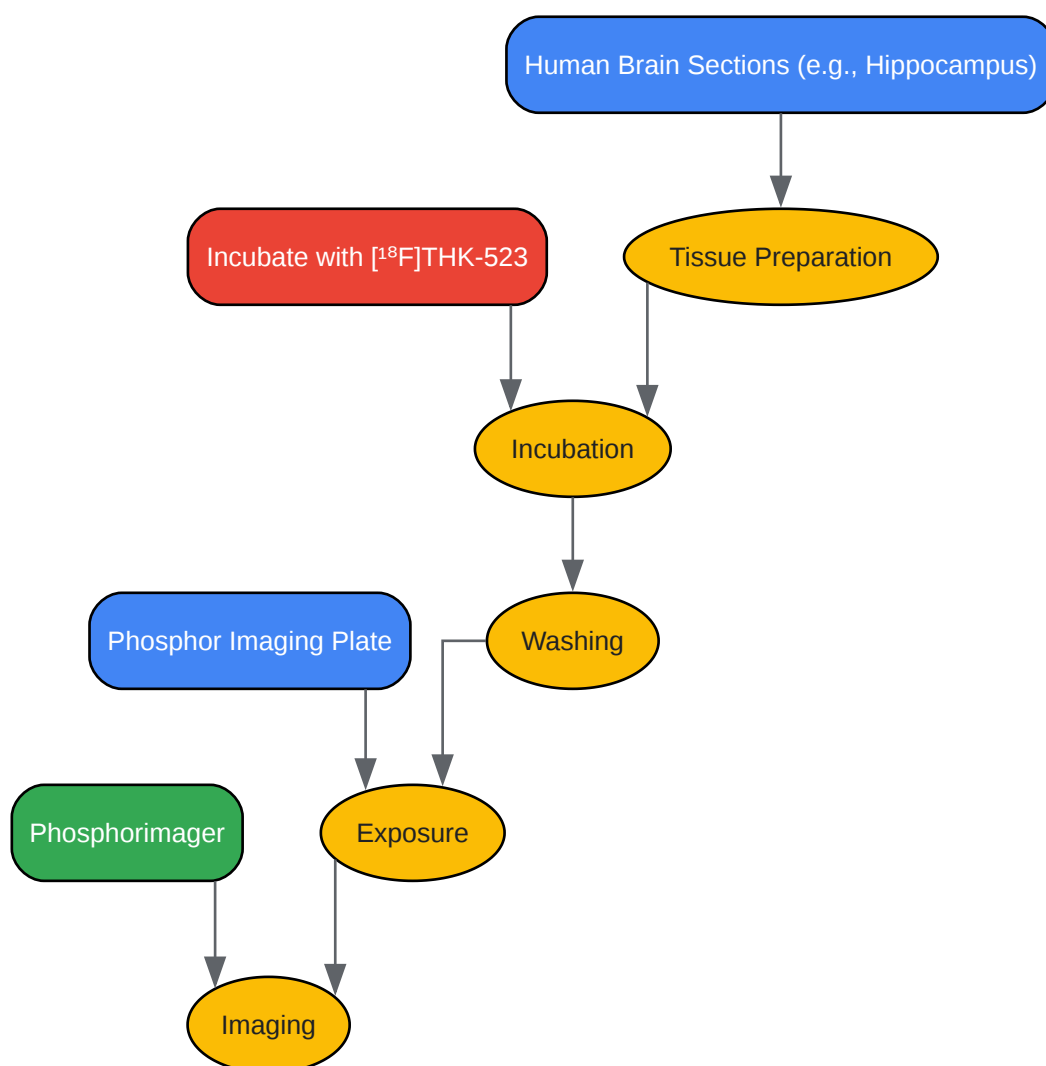 Human Brain Sections (e.g., Hippocampus)
Incubate with [¹⁸F]THK-523
Tissue Preparation
Incubation
Phosphor Imaging Plate
Washing
Phosphorimager
Exposure
Imaging